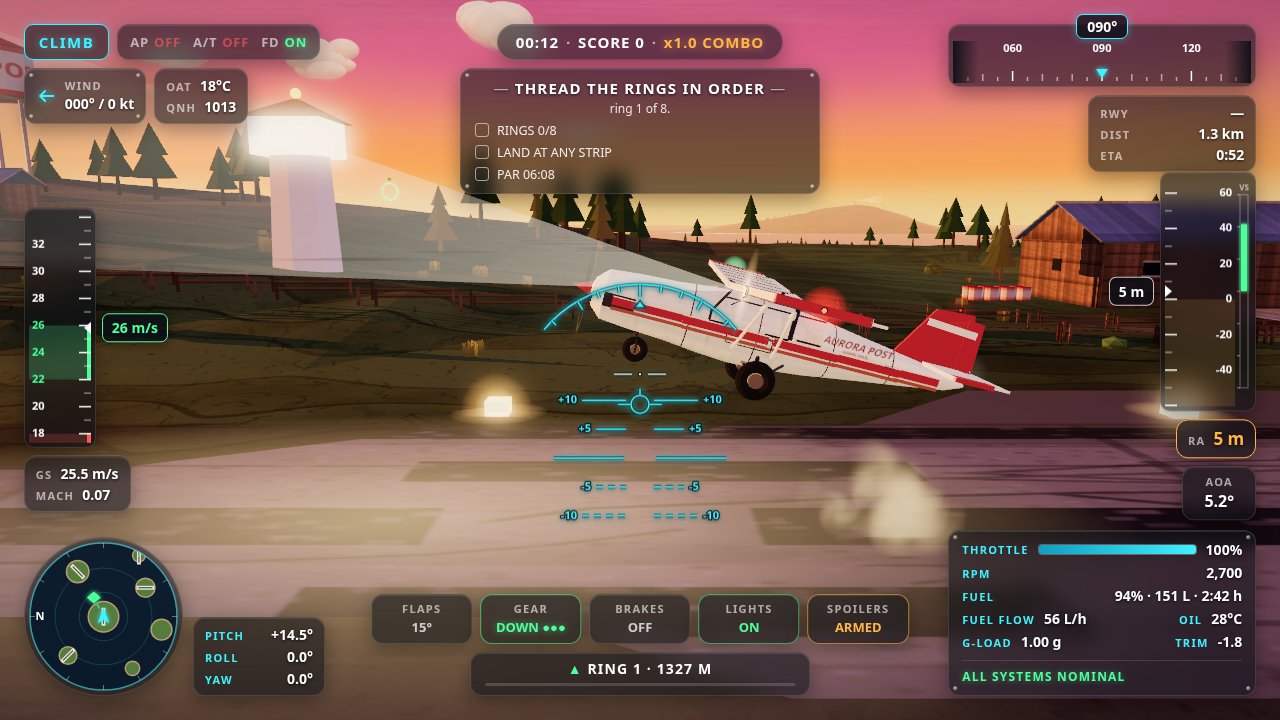 CLIMB
AP OFF A/T OFF FD ON
WIND
000° / 0 kt
OAT 18°C
QNH 1013
00:12 · SCORE 0 · x1.0 COMBO
— THREAD THE RINGS IN ORDER —
ring 1 of 8.
RINGS 0/8
LAND AT ANY STRIP
PAR 06:08
090°
060 090 120
RWY —
DIST 1.3 km
ETA 0:52
VS
60
40
20
0
-20
-40
5 m
RA 5 m
AOA
5.2°
32
30
28
26
24
22
20
18
26 m/s
GS 25.5 m/s
MACH 0.07
AURORA POST
+10 +10
+5 +5
-5 -5
-10 -10
N
PITCH +14.5°
ROLL 0.0°
YAW 0.0°
FLAPS
15°
GEAR
DOWN ●●●
BRAKES
OFF
LIGHTS
ON
SPOILERS
ARMED
▲ RING 1 · 1327 M
THROTTLE 100%
RPM 2,700
FUEL 94% · 151 L · 2:42 h
FUEL FLOW 56 L/h OIL 28°C
G-LOAD 1.00 g TRIM -1.8
ALL SYSTEMS NOMINAL